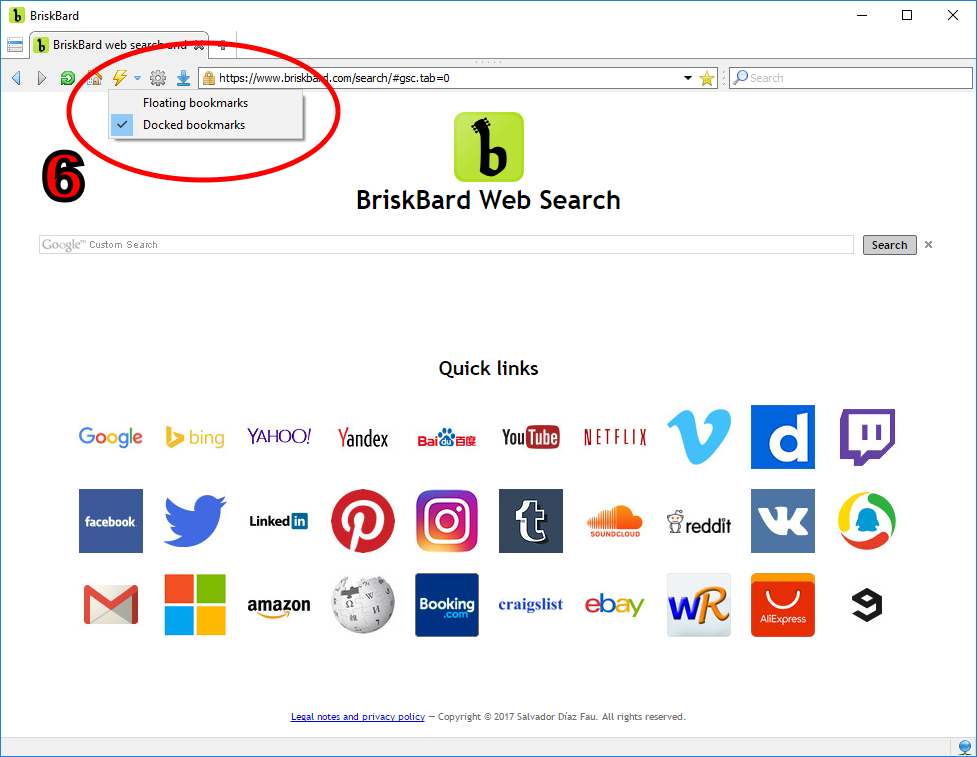 BriskBard
BriskBard web search and
https://www.briskbard.com/search/#gsc.tab=0
Search
Floating bookmarks
Docked bookmarks
6
b
BriskBard Web Search
Google™ Custom Search
Search
Quick links
Google
bing
YAHOO!
Yandex
Baidu百度
YouTube
NETFLIX
facebook
LinkedIn
SOUNDCLOUD
reddit
amazon
Booking.com
craigslist
ebay
WR
AliExpress
Legal notes and privacy policy — Copyright © 2017 Salvador Díaz Fau. All rights reserved.